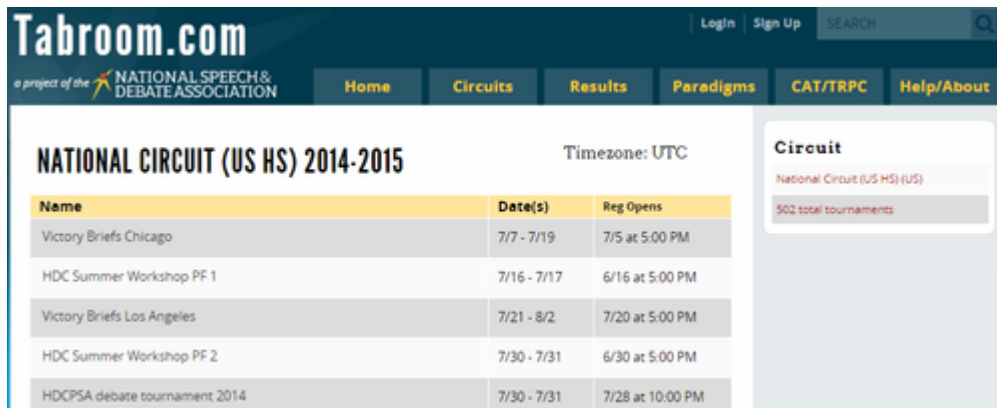 Tabroom.com
a project of the NATIONAL SPEECH & DEBATE ASSOCIATION
Login Sign Up SEARCH
Home Circuits Results Paradigms CAT/TRPC Help/About
NATIONAL CIRCUIT (US HS) 2014-2015
Timezone: UTC
Name Date(s) Reg Opens
Victory Briefs Chicago 7/7 - 7/19 7/5 at 5:00 PM
HDC Summer Workshop PF 1 7/16 - 7/17 6/16 at 5:00 PM
Victory Briefs Los Angeles 7/21 - 8/2 7/20 at 5:00 PM
HDC Summer Workshop PF 2 7/30 - 7/31 6/30 at 5:00 PM
HDCPSA debate tournament 2014 7/30 - 7/31 7/28 at 10:00 PM
Circuit
National Circuit (US HS) (US)
502 total tournaments